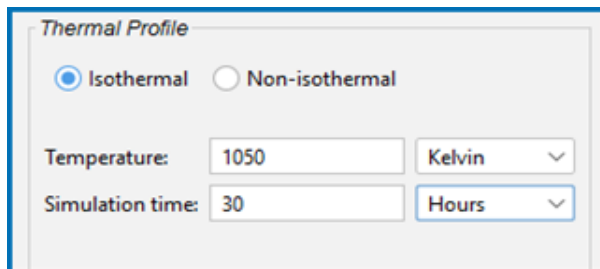 Thermal Profile
Isothermal Non-isothermal
Temperature: 1050 Kelvin
Simulation time: 30 Hours